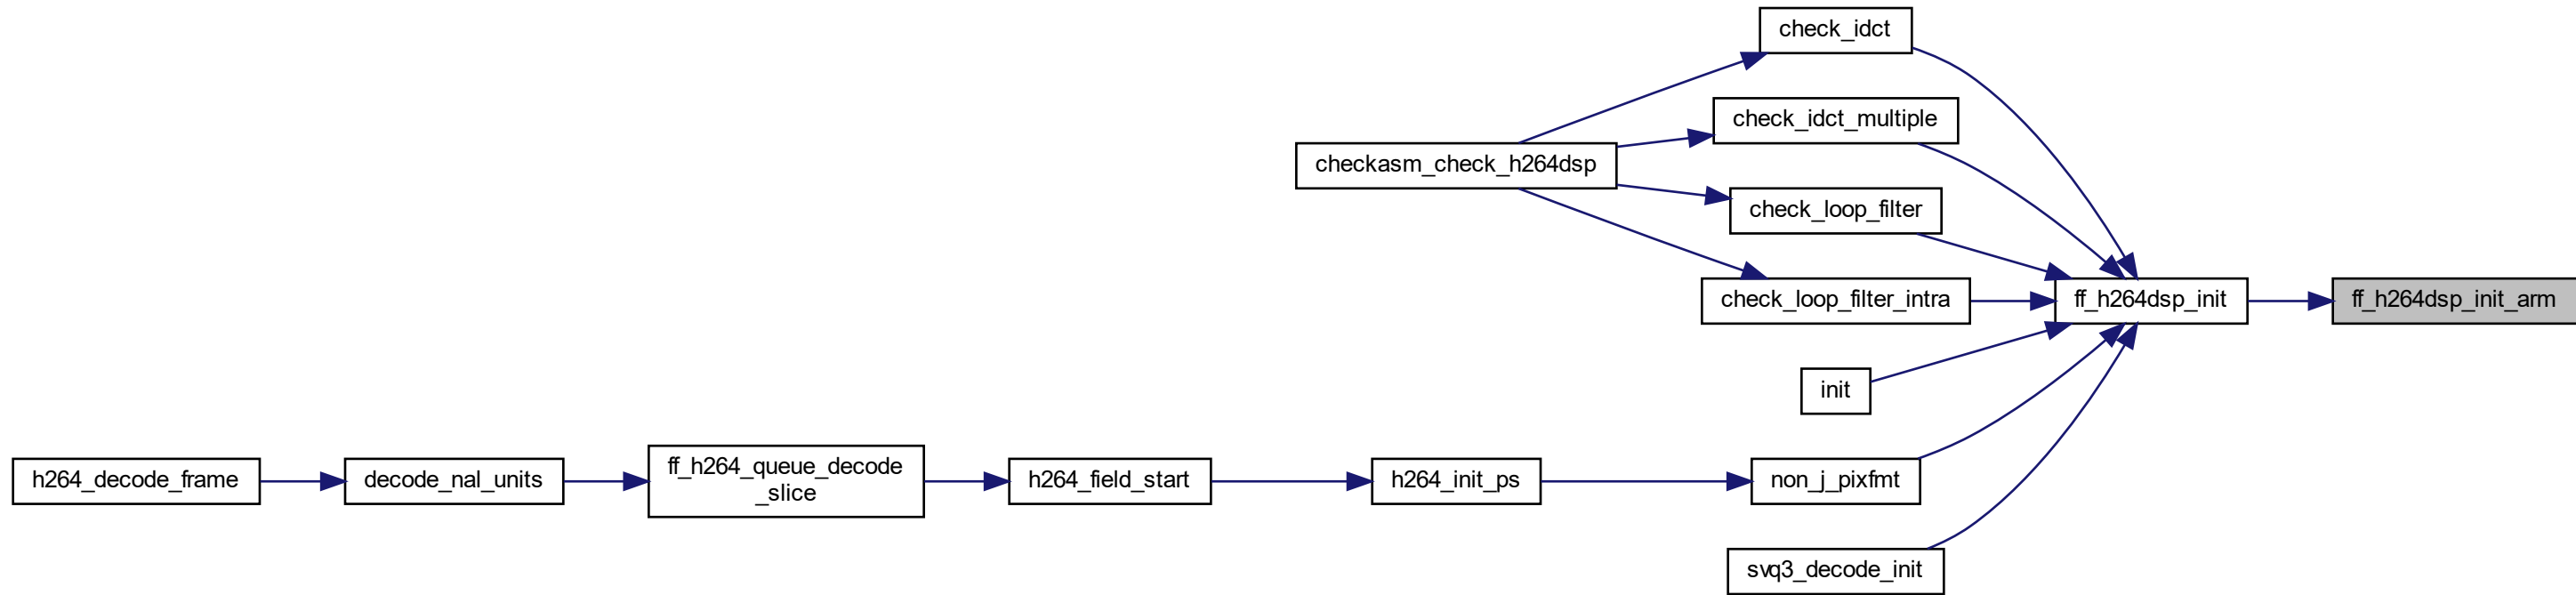 check_idct
check_idct_multiple
checkasm_check_h264dsp
check_loop_filter
check_loop_filter_intra
ff_h264dsp_init
ff_h264dsp_init_arm
init
h264_decode_frame
decode_nal_units
ff_h264_queue_decode
_slice
h264_field_start
h264_init_ps
non_j_pixfmt
svq3_decode_init